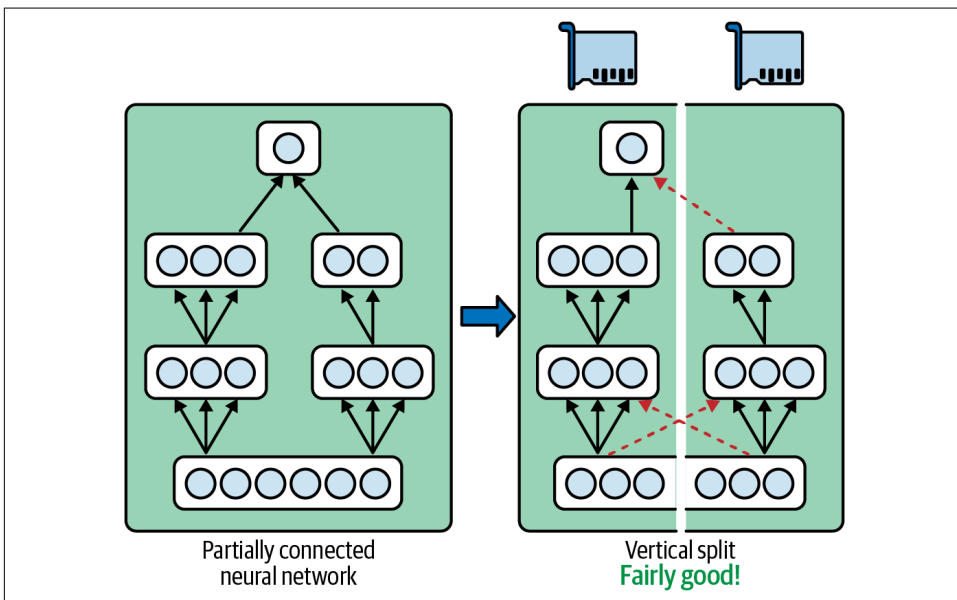 Partially connected
neural network
Vertical split
Fairly good!